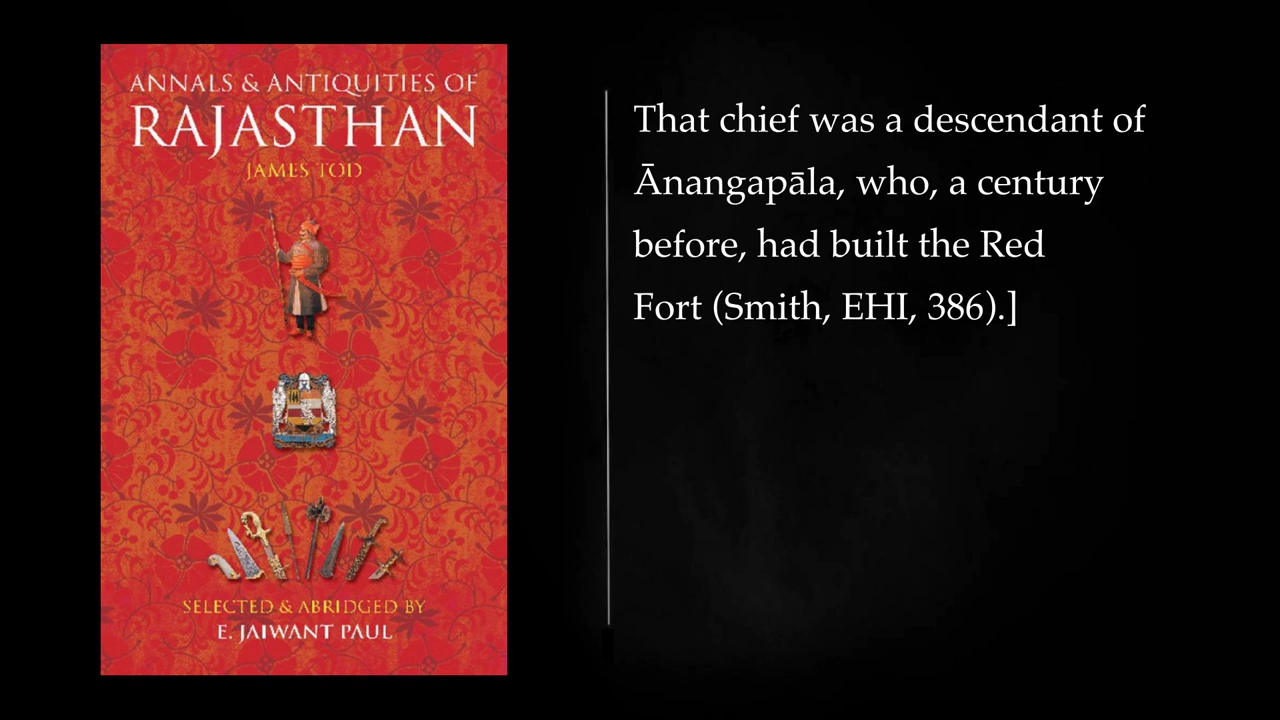 ANNALS & ANTIQUITIES OF
RAJASTHAN
JAMES TOD
SELECTED & ABRIDGED BY
E. JAIWANT PAUL
That chief was a descendant of
Ānangapāla, who, a century
before, had built the Red
Fort (Smith, EHI, 386).]